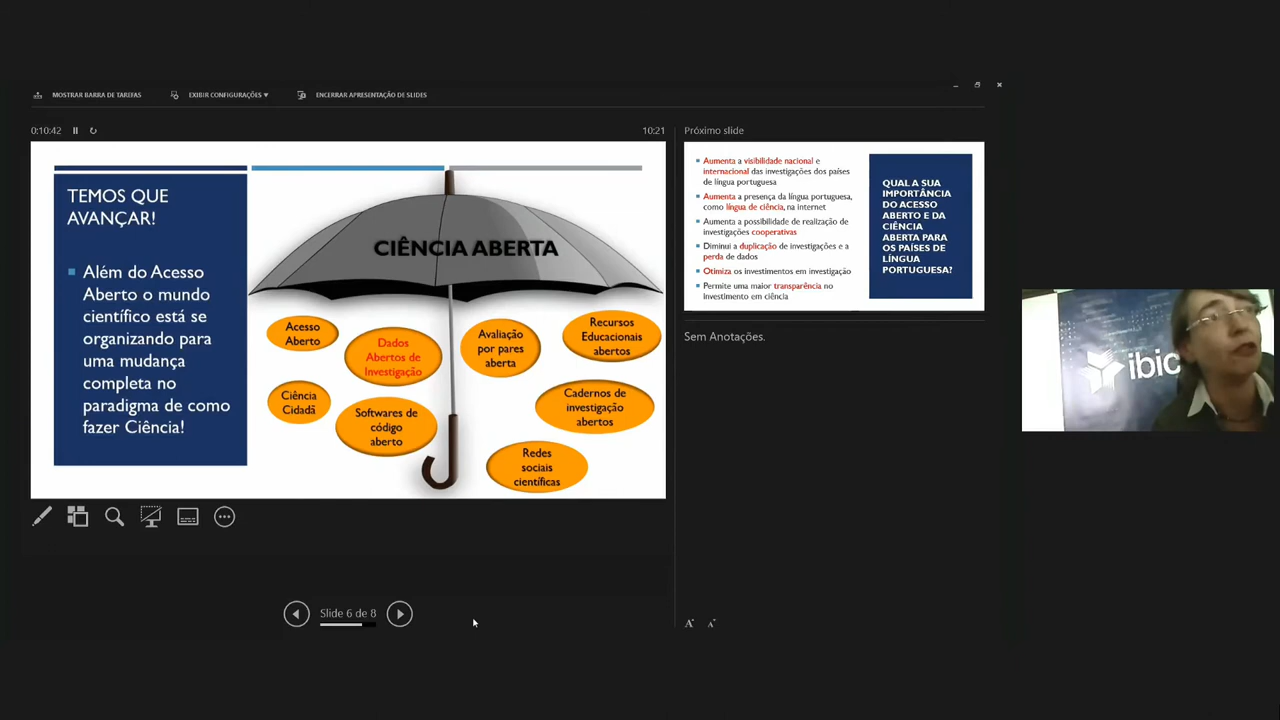 MOSTRAR BARRA DE TAREFAS
EXIBIR CONFIGURAÇÕES ▼
ENCERRAR APRESENTAÇÃO DE SLIDES
0:10:42
10:21
TEMOS QUE
AVANÇAR!
Além do Acesso
Aberto o mundo
científico está se
organizando para
uma mudança
completa no
paradigma de como
fazer Ciência!
CIÊNCIA ABERTA
Acesso
Aberto
Dados
Abertos de
Investigação
Avaliação
por pares
aberta
Recursos
Educacionais
abertos
Ciência
Cidadã
Softwares de
código
aberto
Cadernos de
investigação
abertos
Redes
sociais
científicas
Slide 6 de 8
Próximo slide
Aumenta a visibilidade nacional e
internacional das investigações dos países
de língua portuguesa
Aumenta a presença da língua portuguesa,
como língua de ciência, na internet
Aumenta a possibilidade de realização de
investigações cooperativas
Diminui a duplicação de investigações e a
perda de dados
Otimiza os investimentos em investigação
Permite uma maior transparência no
investimento em ciência
QUAL A SUA
IMPORTÂNCIA
DO ACESSO
ABERTO E DA
CIÊNCIA
ABERTA PARA
OS PAÍSES DE
LÍNGUA
PORTUGUESA?
Sem Anotações.
A A
ibic